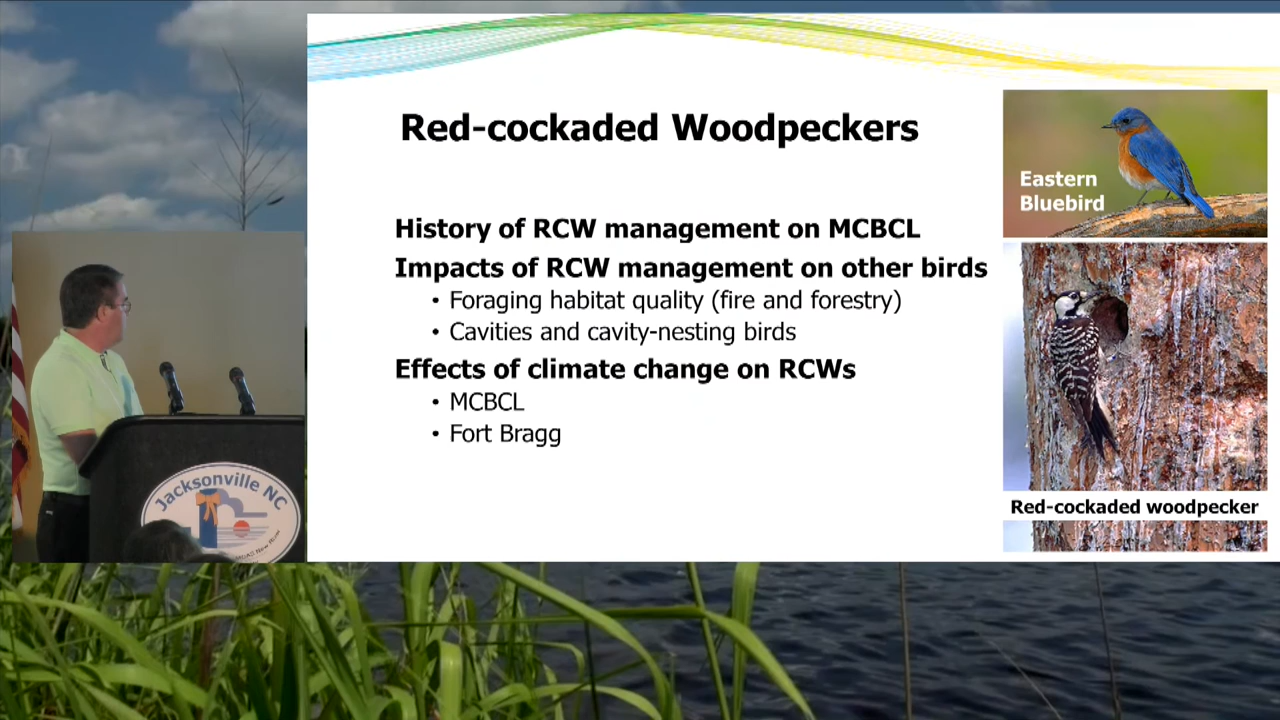 Red-cockaded Woodpeckers
History of RCW management on MCBCL
Impacts of RCW management on other birds
• Foraging habitat quality (fire and forestry)
• Cavities and cavity-nesting birds
Effects of climate change on RCWs
• MCBCL
• Fort Bragg
Eastern
Bluebird
Red-cockaded woodpecker
Jacksonville NC
New River